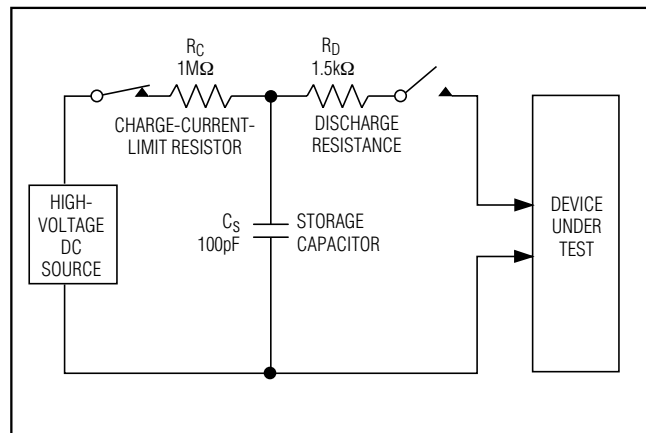 R_C
1MΩ
CHARGE-CURRENT-
LIMIT RESISTOR
R_D
1.5kΩ
DISCHARGE
RESISTANCE
HIGH-
VOLTAGE
DC
SOURCE
C_S
100pF
STORAGE
CAPACITOR
DEVICE
UNDER
TEST